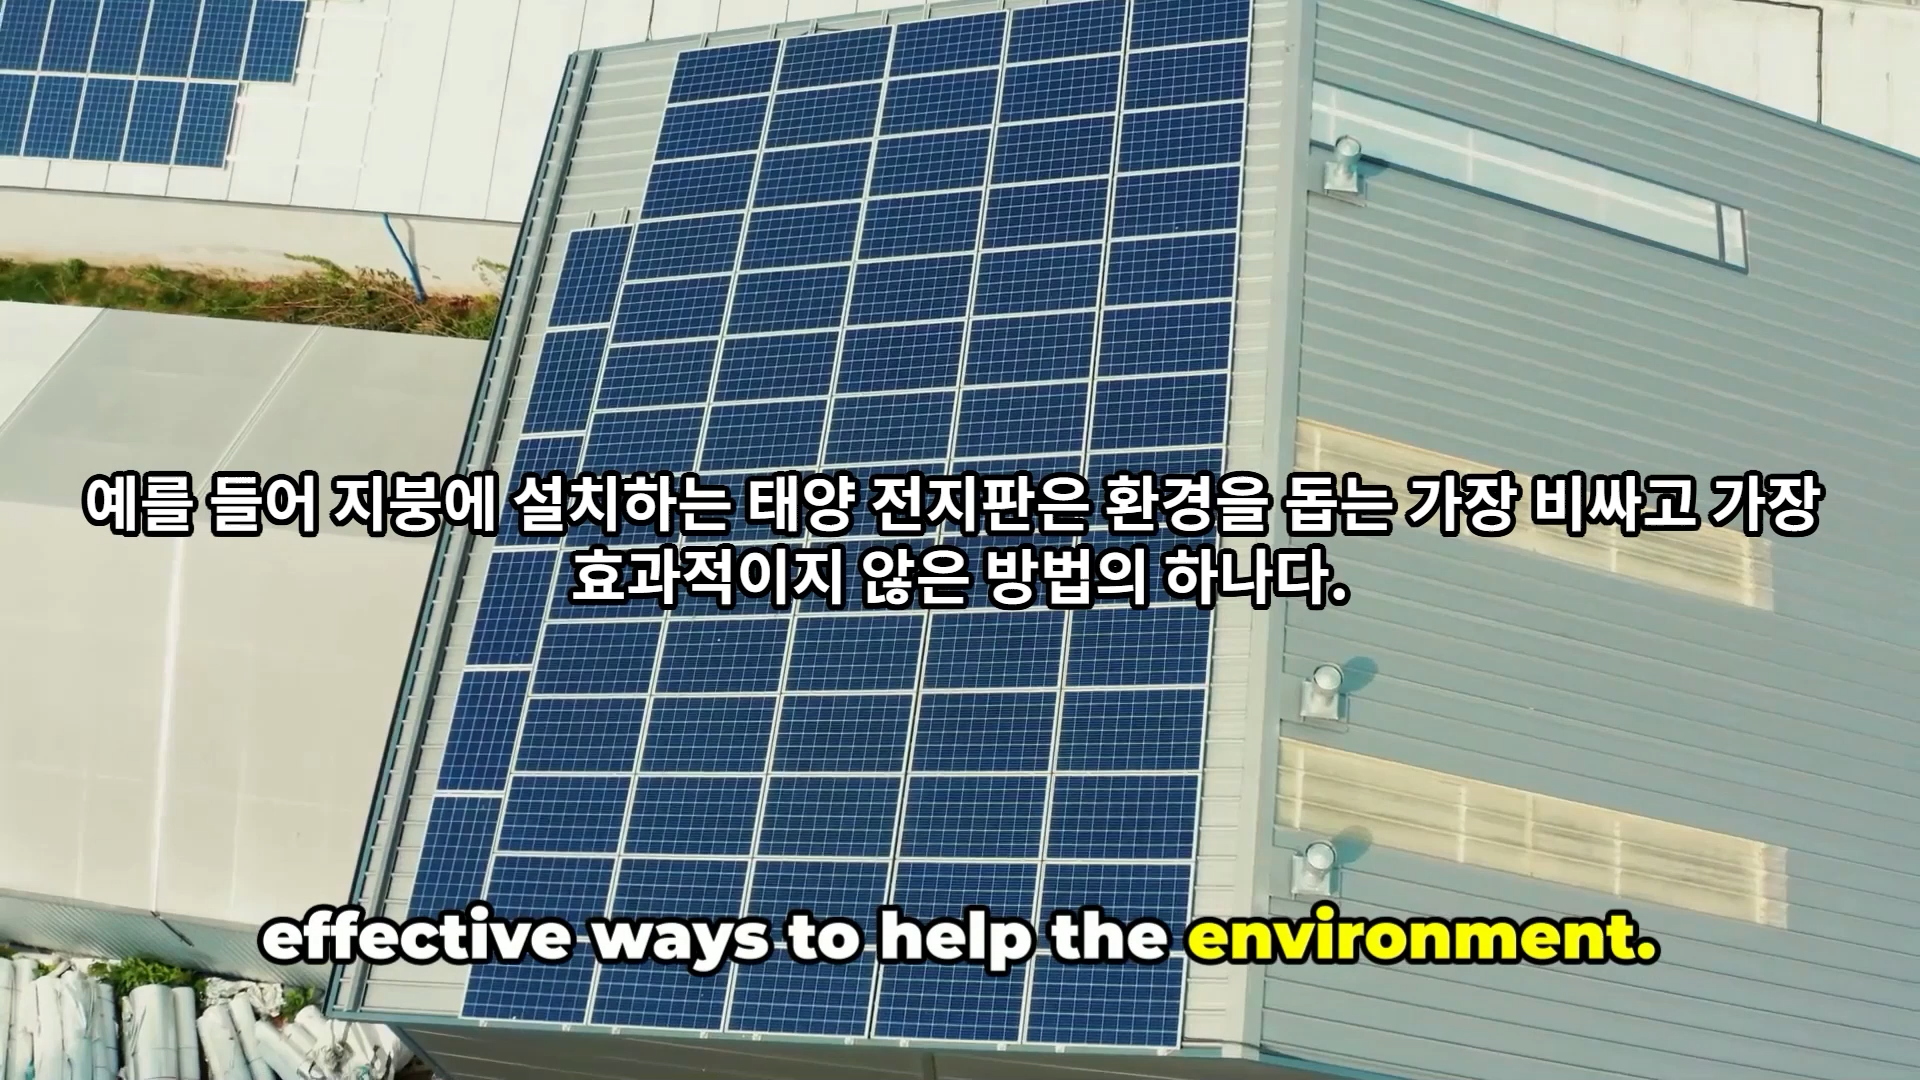 예를 들어 지붕에 설치하는 태양 전지판은 환경을 돕는 가장 비싸고 가장
효과적이지 않은 방법의 하나다.
effective ways to help the environment.